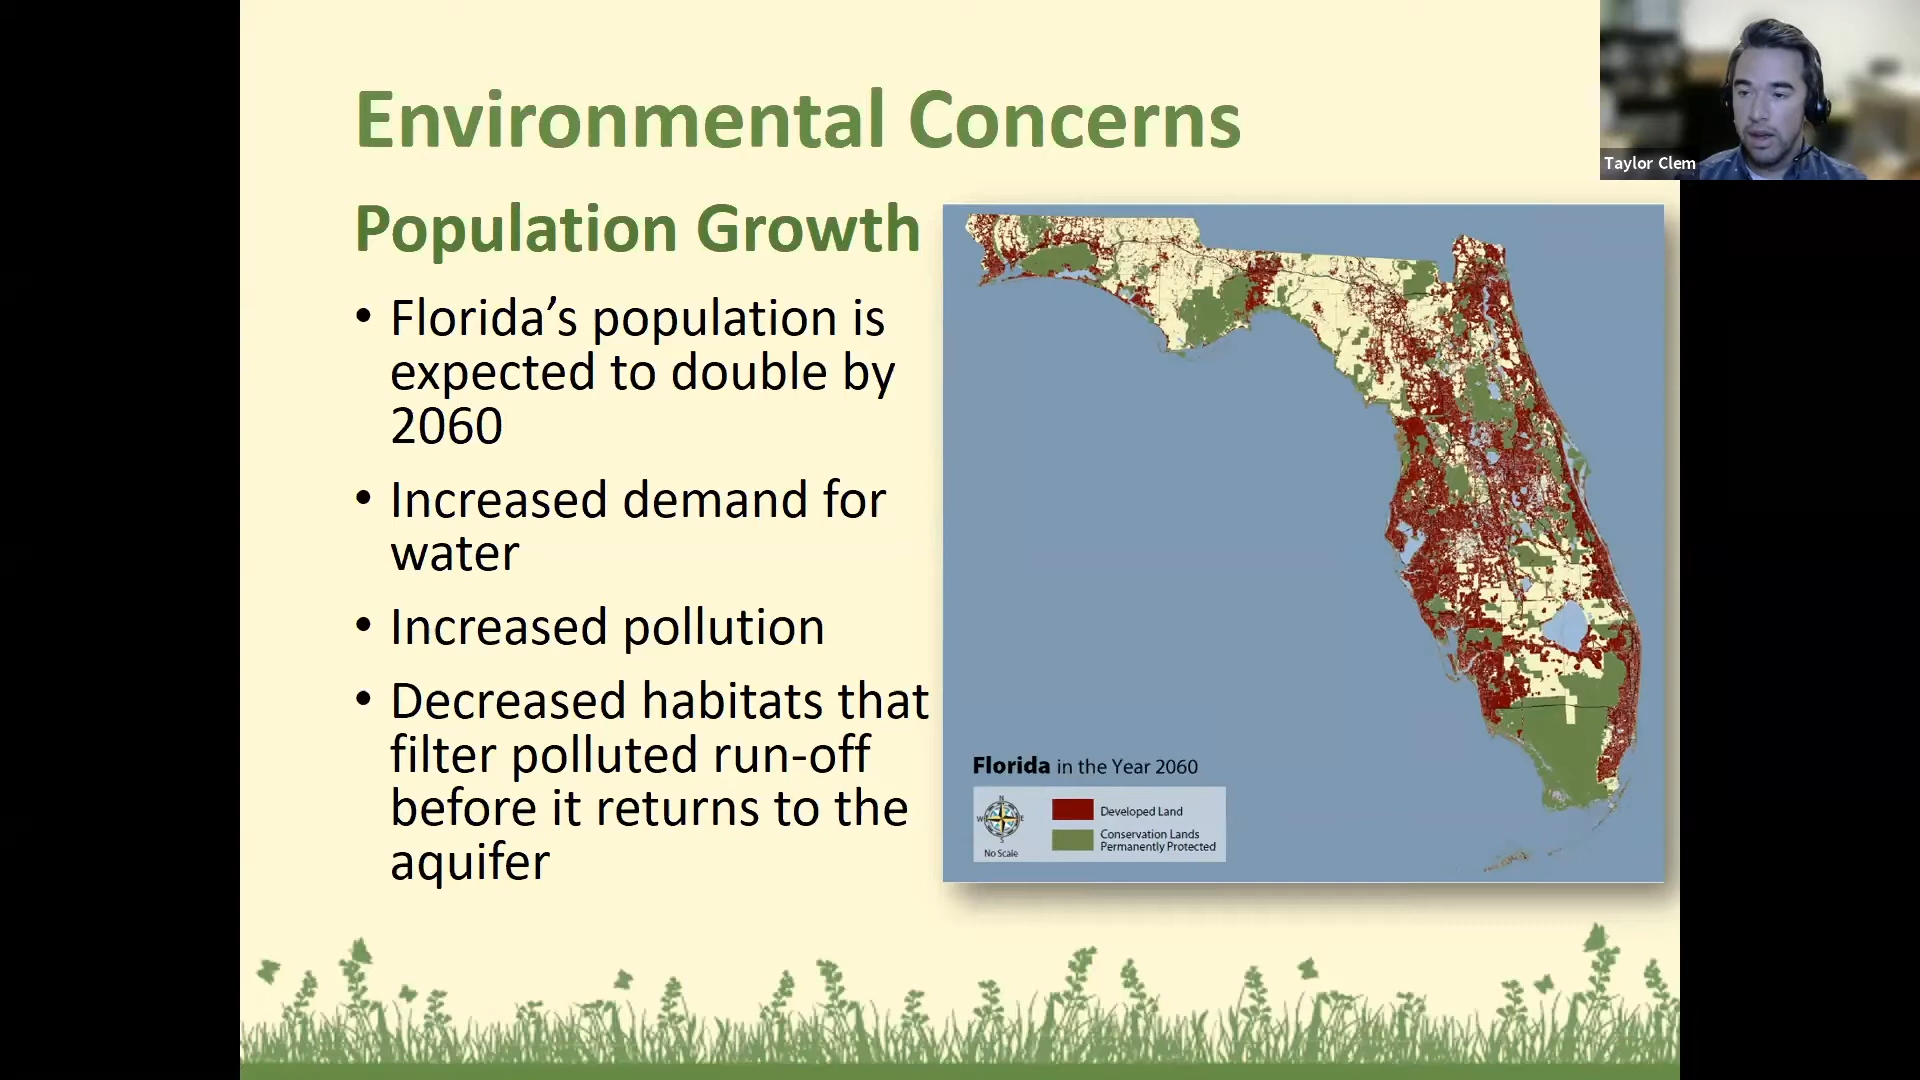 Environmental Concerns
Taylor Clem
Population Growth
• Florida’s population is
expected to double by
2060
• Increased demand for
water
• Increased pollution
• Decreased habitats that
filter polluted run-off
before it returns to the
aquifer
Florida in the Year 2060
N
W E
S
No Scale
Developed Land
Conservation Lands
Permanently Protected